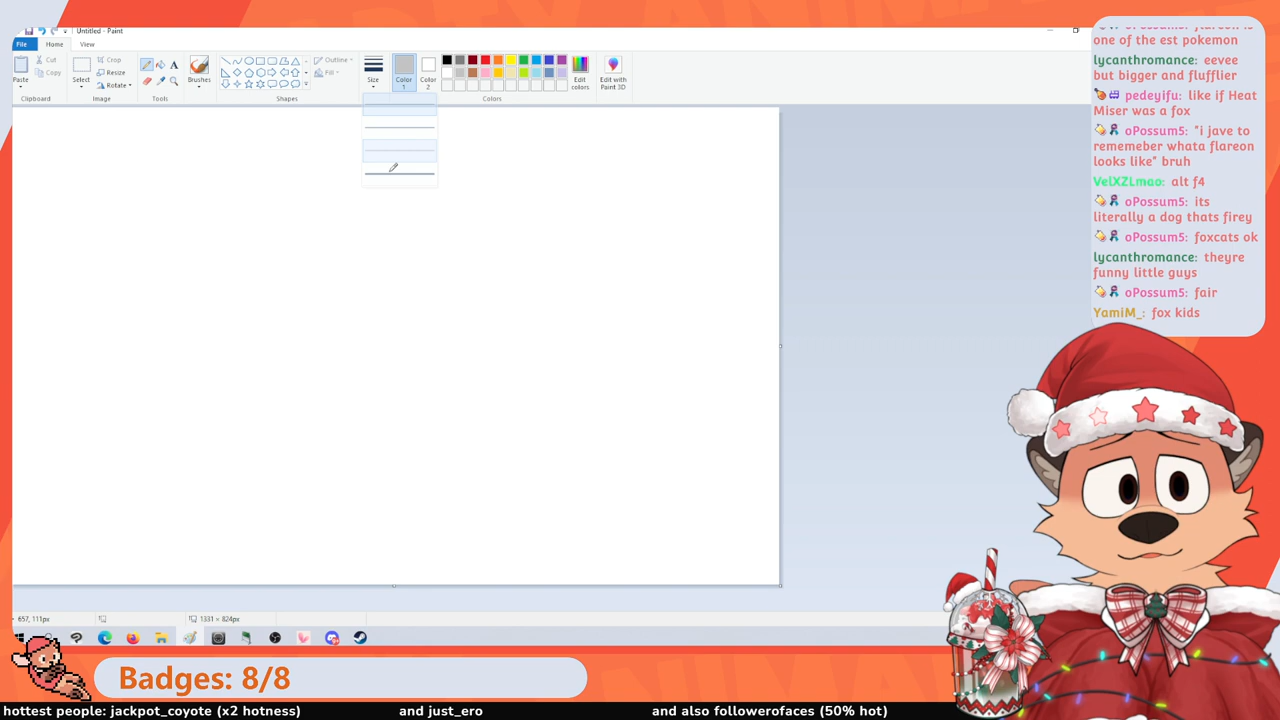 Untitled - Paint
File
Home
View
Cut
Copy
Paste
Clipboard
Select
Crop
Resize
Rotate
Image
A
Tools
Brushes
Shapes
Outline
Fill
Size
Color 1
Color 2
Colors
Edit colors
Edit with Paint 3D
657, 111px
1331 × 824px
one of the est pokemon
lycanthromance: eevee
but bigger and flufflier
pedeyifu: like if Heat
Miser was a fox
oPossum5: "i jave to
rememeber whata flareon
looks like" bruh
VelXZLmao: alt f4
oPossum5: its
literally a dog thats firey
oPossum5: foxcats ok
lycanthromance: theyre
funny little guys
oPossum5: fair
YamiM_: fox kids
Badges: 8/8
hottest people: jackpot_coyote (x2 hotness) and just_ero and also followerofaces (50% hot)